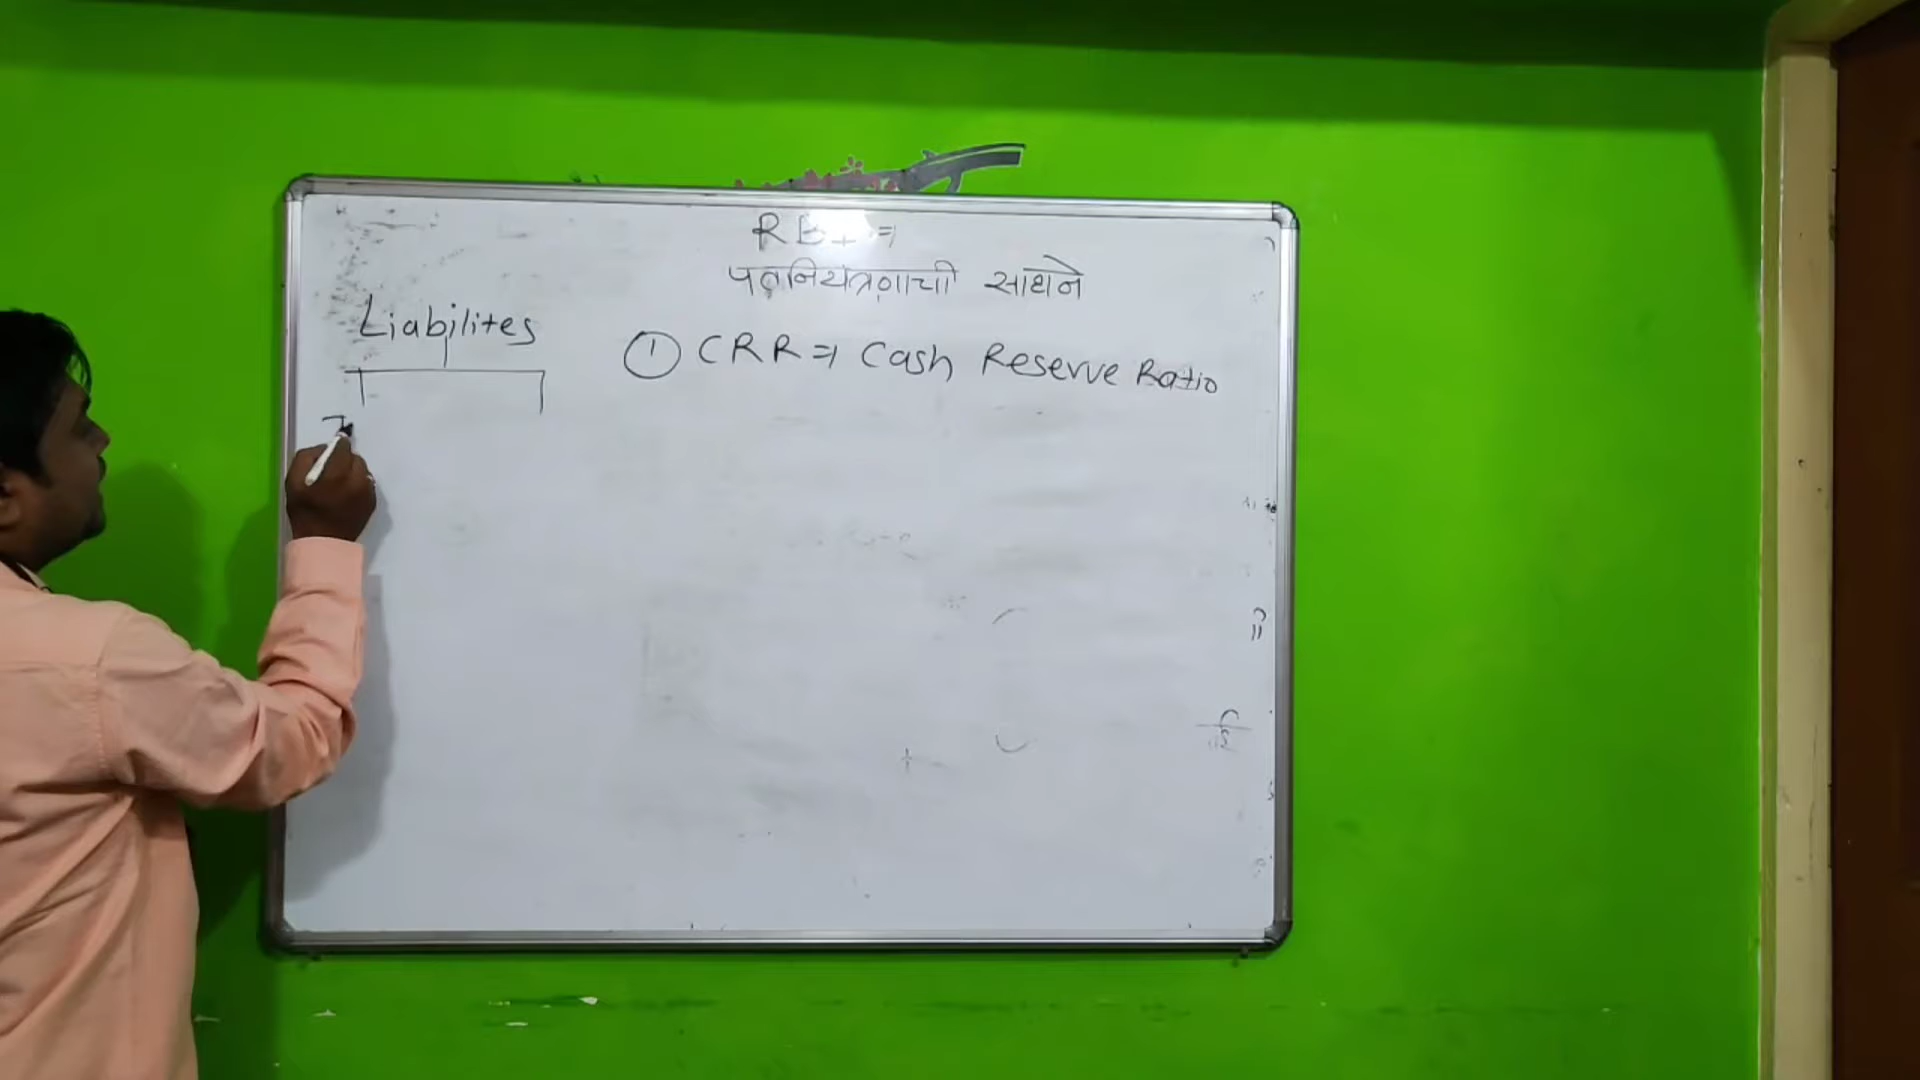 RBI ⇒
पतनियंत्रणाची साधने
Liabilites
① CRR ⇒ Cash Reserve Ratio